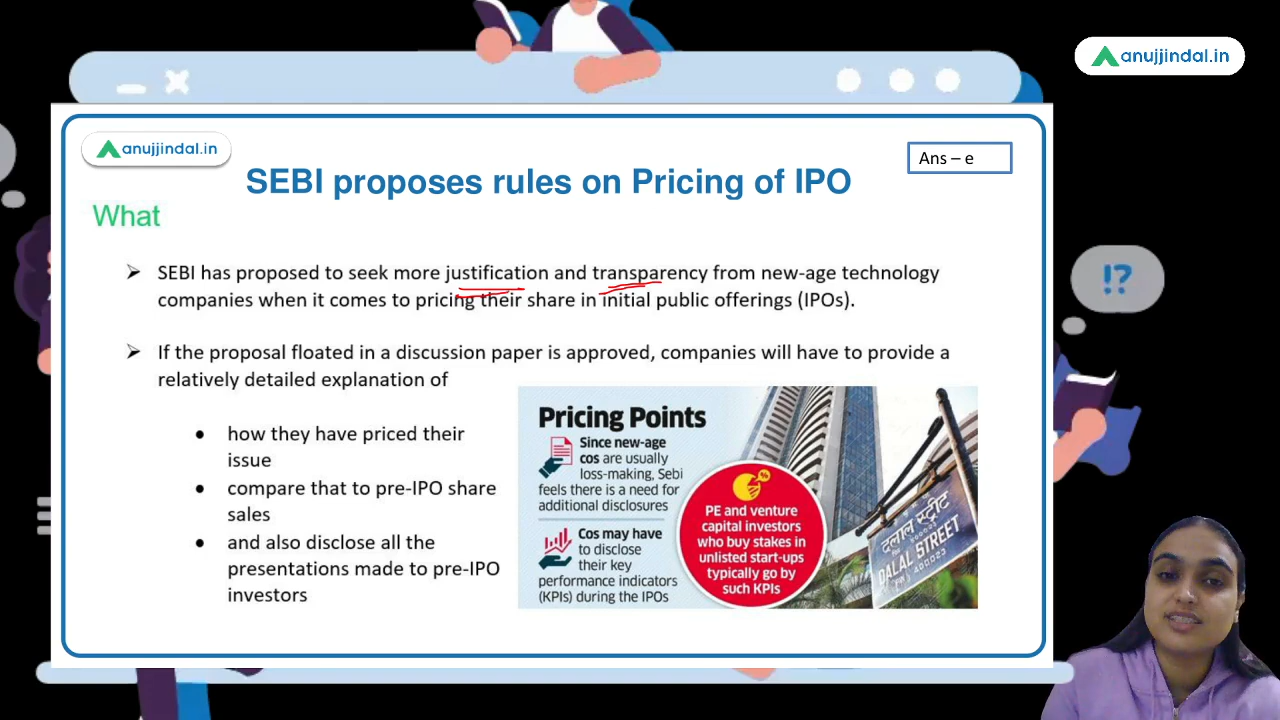 anujjindal.in
anujjindal.in
Ans – e
SEBI proposes rules on Pricing of IPO
What
➢ SEBI has proposed to seek more justification and transparency from new-age technology
companies when it comes to pricing their share in initial public offerings (IPOs).
➢ If the proposal floated in a discussion paper is approved, companies will have to provide a
relatively detailed explanation of
● how they have priced their
issue
● compare that to pre-IPO share
sales
● and also disclose all the
presentations made to pre-IPO
investors
Pricing Points
Since new-age
cos are usually
loss-making, Sebi
feels there is a need for
additional disclosures
Cos may have
to disclose
their key
performance indicators
(KPIs) during the IPOs
%
PE and venture
capital investors
who buy stakes in
unlisted start-ups
typically go by
such KPIs
दलाल स्ट्रीट
DALAL STREET
!?